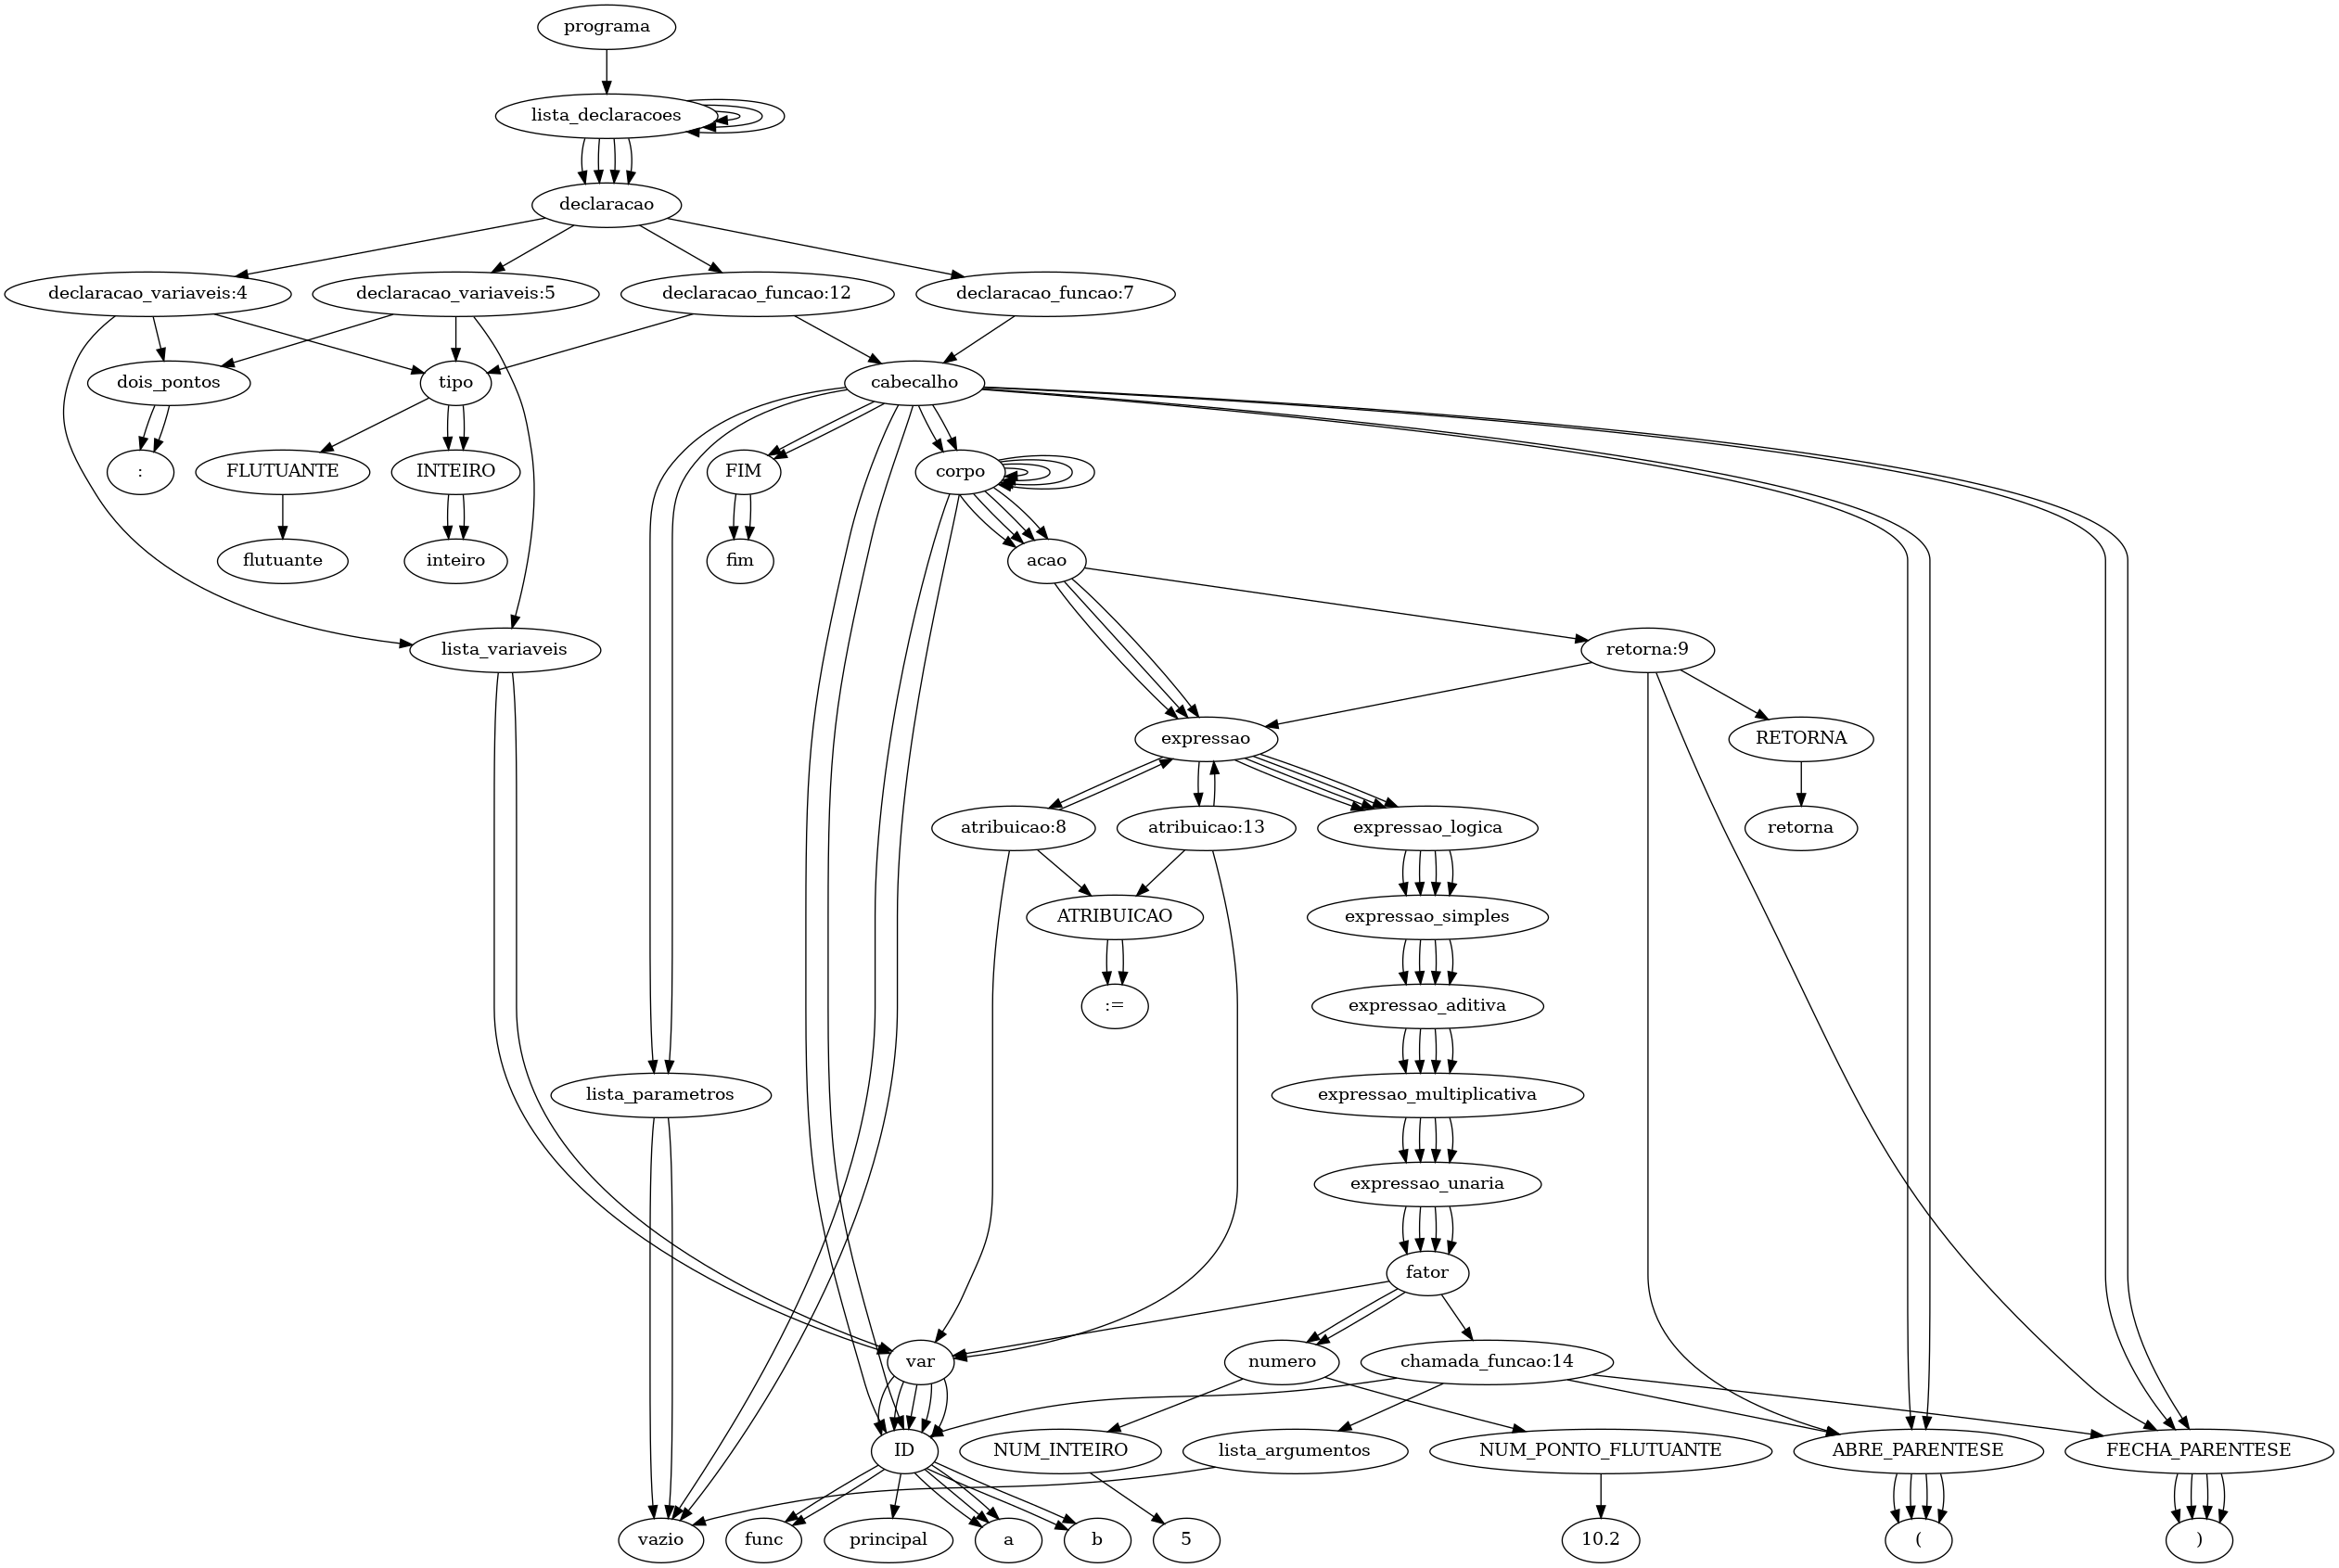 programa
lista_declaracoes
declaracao
declaracao_variaveis:4
declaracao_variaveis:5
declaracao_funcao:12
declaracao_funcao:7
dois_pontos
tipo
cabecalho
:
FLUTUANTE
INTEIRO
FIM
corpo
flutuante
inteiro
fim
acao
lista_variaveis
retorna:9
expressao
RETORNA
atribuicao:8
atribuicao:13
expressao_logica
retorna
ATRIBUICAO
expressao_simples
:=
expressao_aditiva
lista_parametros
expressao_multiplicativa
expressao_unaria
fator
var
numero
chamada_funcao:14
ID
NUM_INTEIRO
lista_argumentos
NUM_PONTO_FLUTUANTE
ABRE_PARENTESE
FECHA_PARENTESE
vazio
func
principal
a
b
5
10.2
(
)